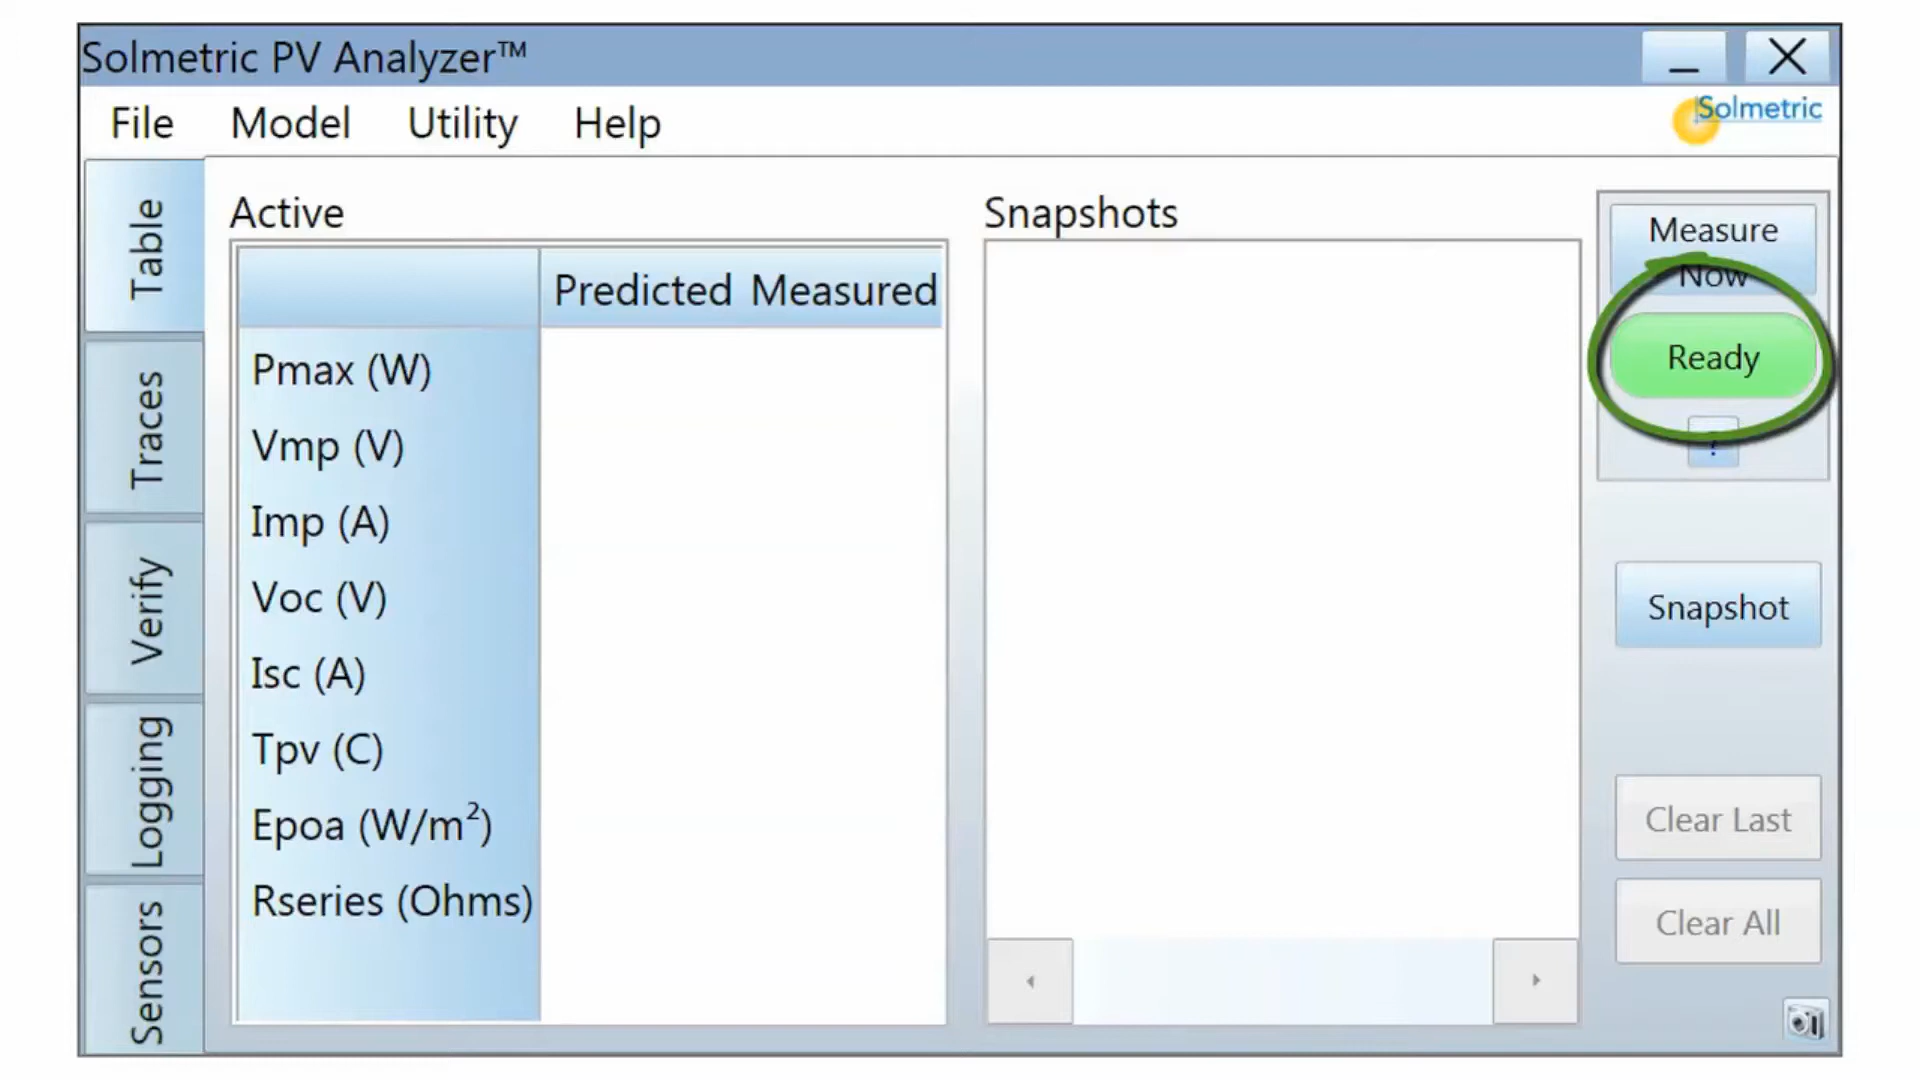 Solmetric PV Analyzer™
File Model Utility Help
Solmetric
Table
Traces
Verify
Logging
Sensors
Active
Predicted Measured
Pmax (W)
Vmp (V)
Imp (A)
Voc (V)
Isc (A)
Tpv (C)
Epoa (W/m²)
Rseries (Ohms)
Snapshots
Measure
Now
Ready
?
Snapshot
Clear Last
Clear All